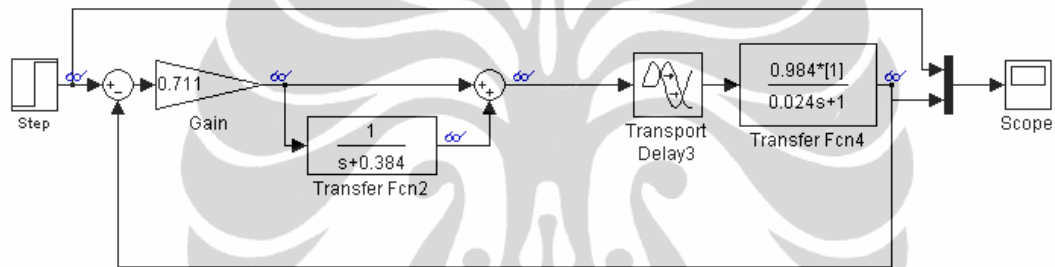 Step
+
−
0.711
Gain
1
s+0.384
Transfer Fcn2
+
+
Transport
Delay3
0.984*[1]
0.024s+1
Transfer Fcn4
Scope